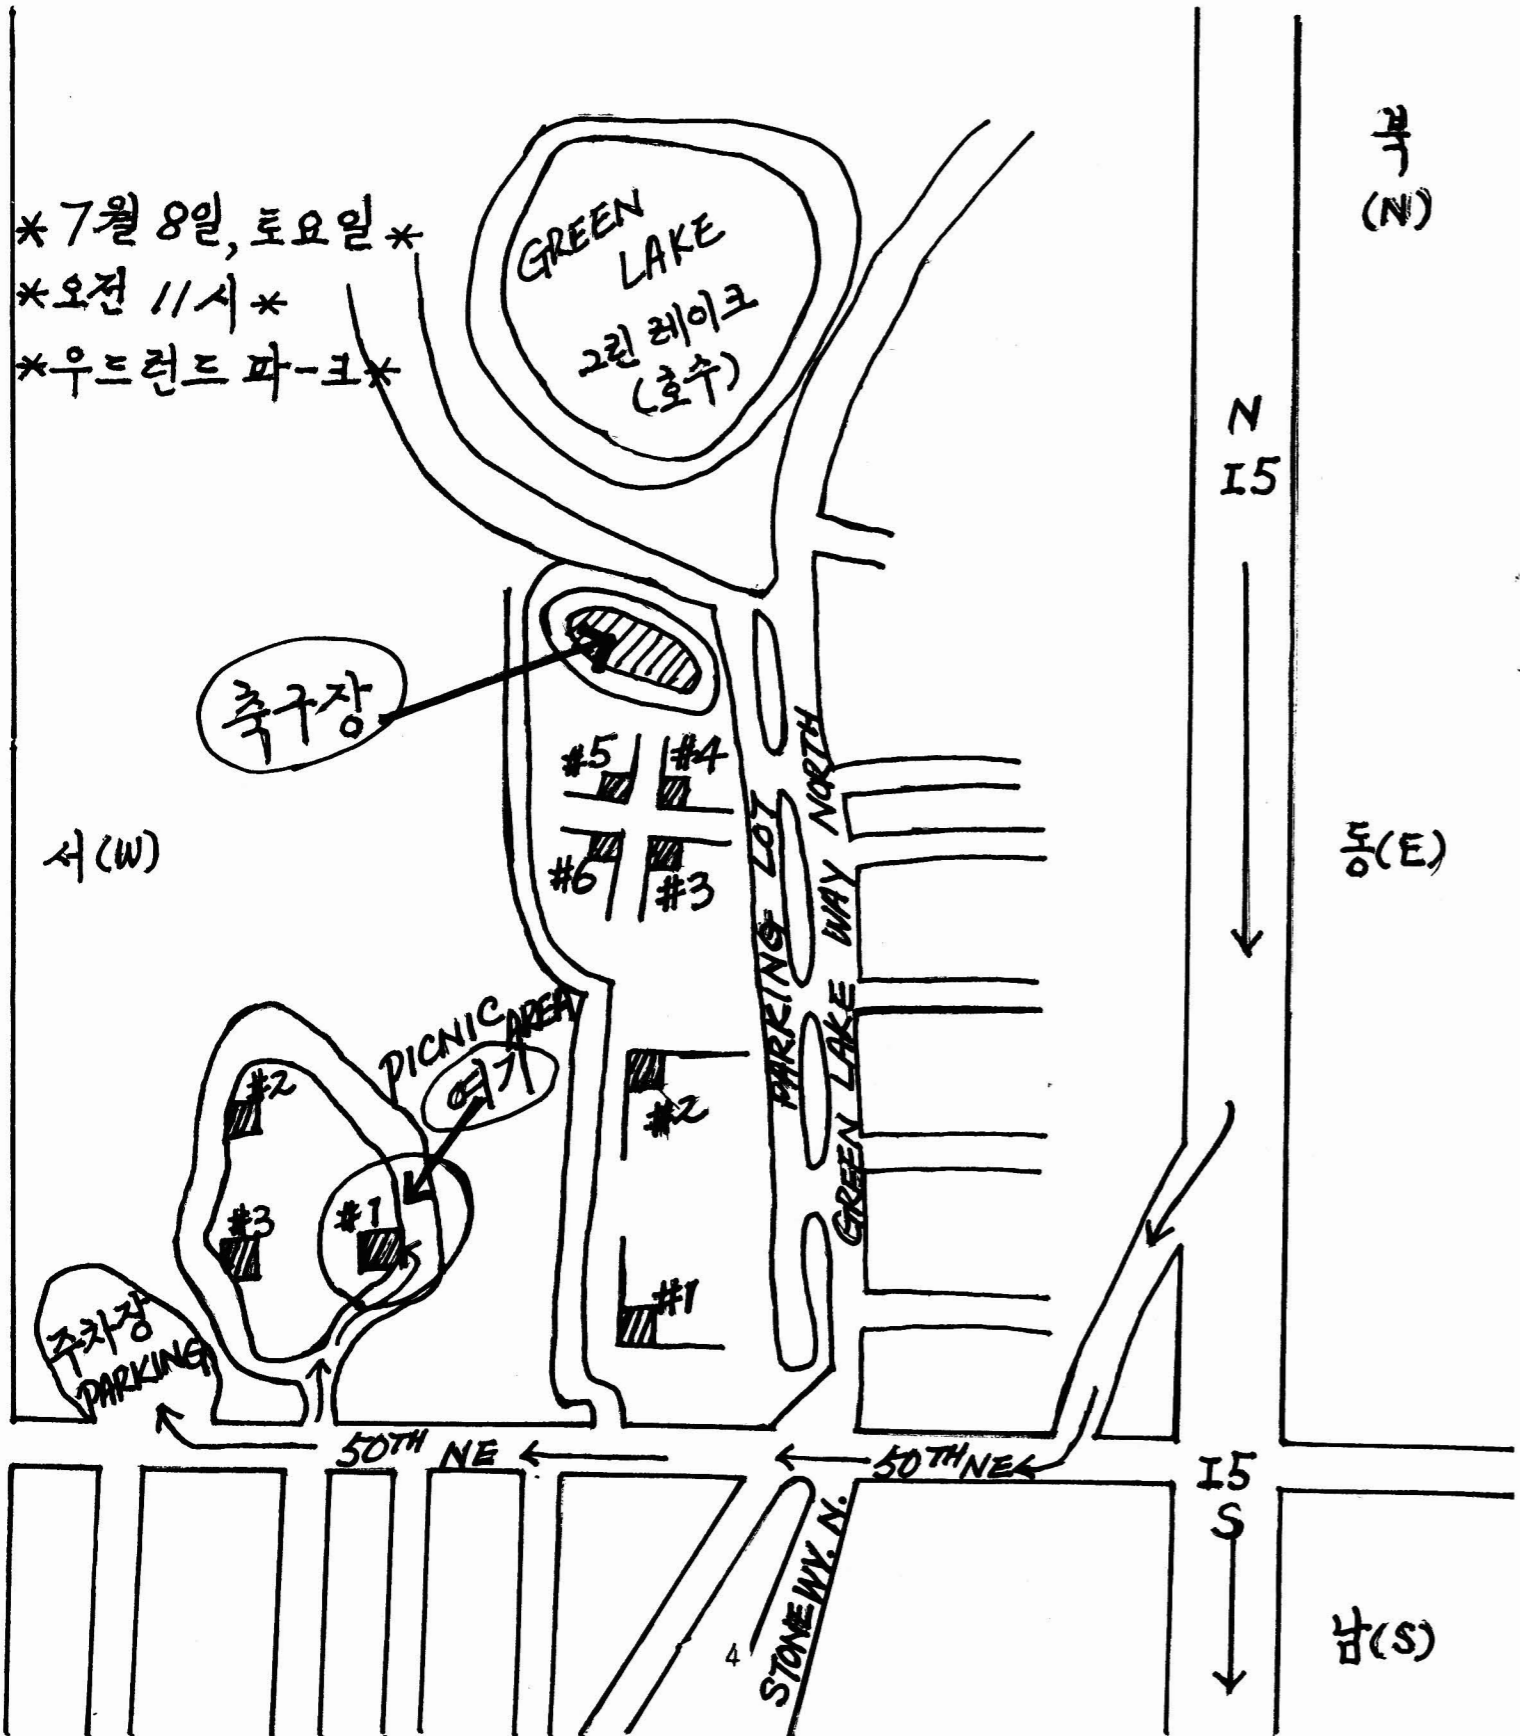 북
(N)
* 7월 8일, 토요일 *
* 오전 11시 *
* 우드런드 파-크 *
GREEN
LAKE
그린 레이크
(호수)
N
I5
축구장
#5
#4
#6
#3
서(W)
동(E)
PARKING LOT
GREEN LAKE WAY NORTH
PICNIC AREA
여기
#2
#2
#3
#1
#1
주차장
PARKING
50TH NE
50TH NE
I5
S
STONE WY. N.
남(S)
4